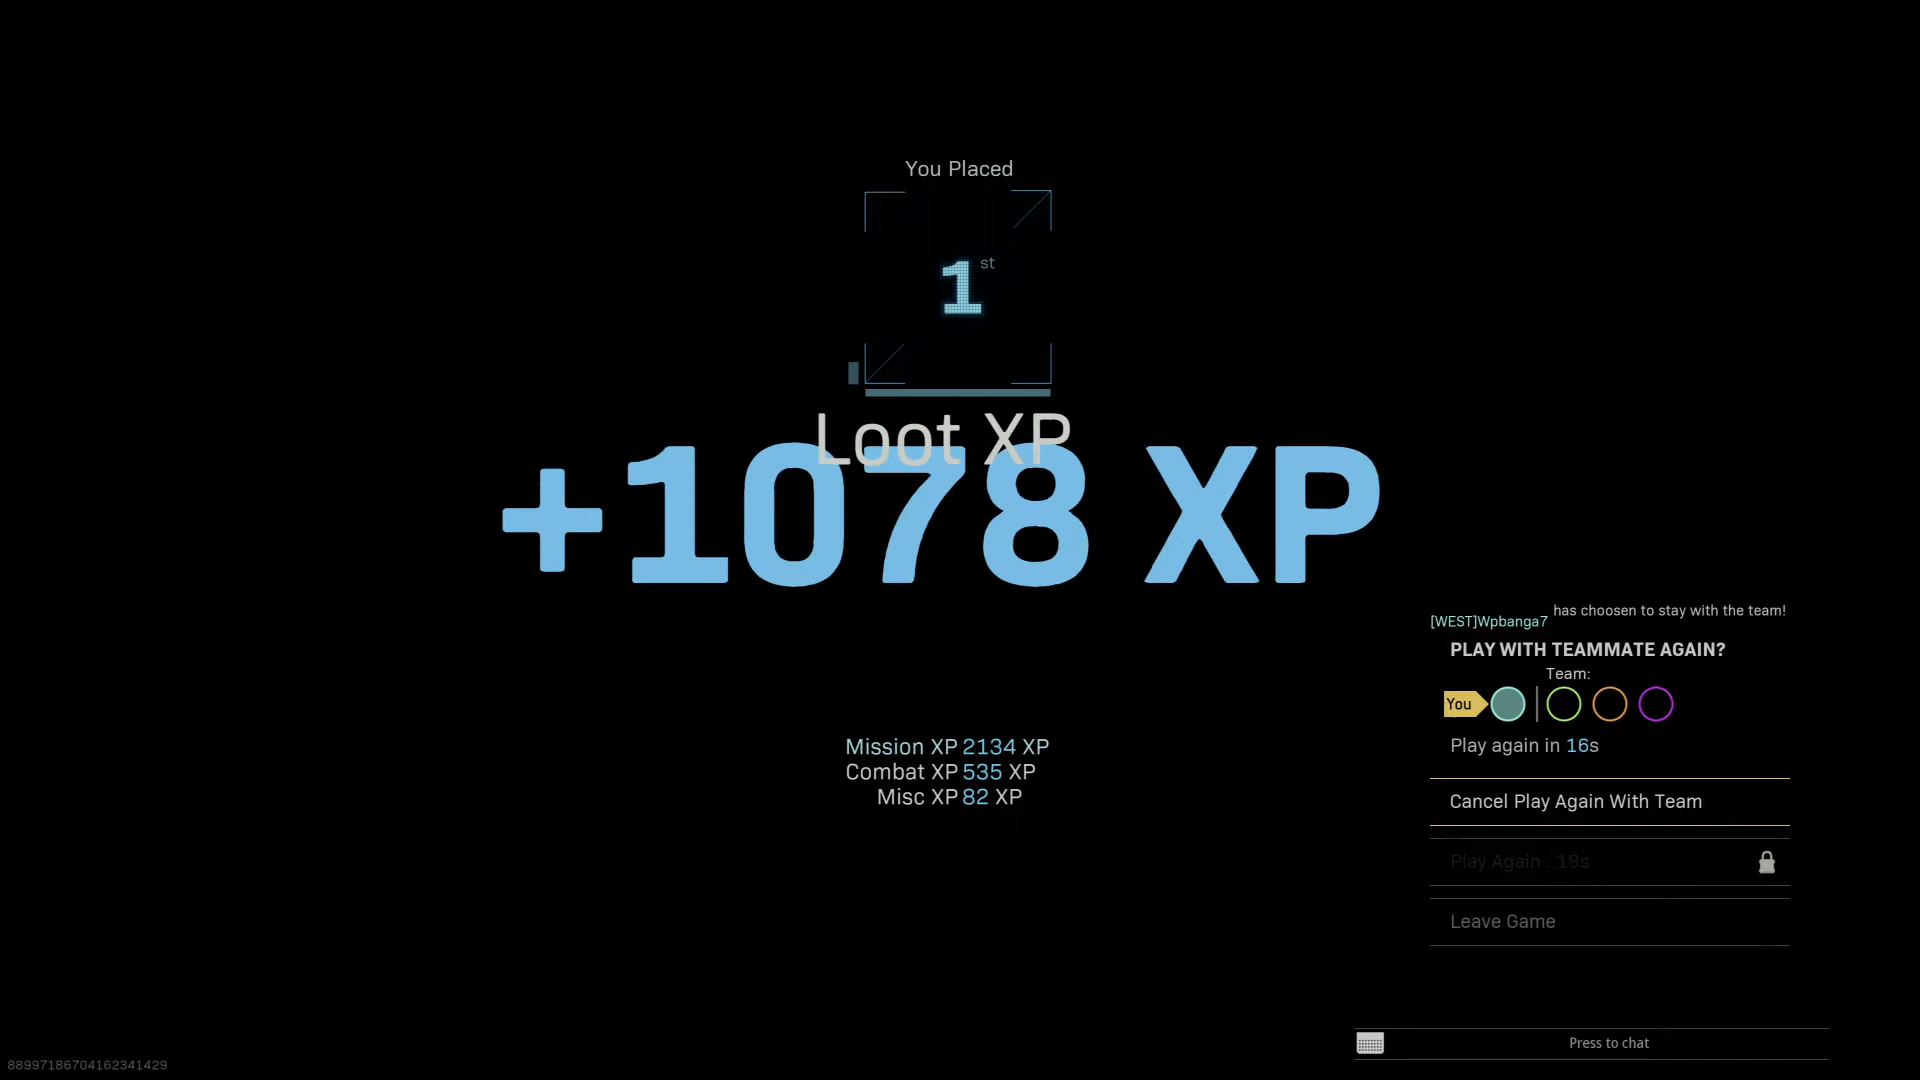 You Placed
1st
Loot XP
+1078 XP
Mission XP 2134 XP
Combat XP 535 XP
Misc XP 82 XP
[WEST]Wpbanga7 has choosen to stay with the team!
PLAY WITH TEAMMATE AGAIN?
Team:
You
Play again in 16s
Cancel Play Again With Team
Play Again : 18s
Leave Game
Press to chat
88997186704162341429